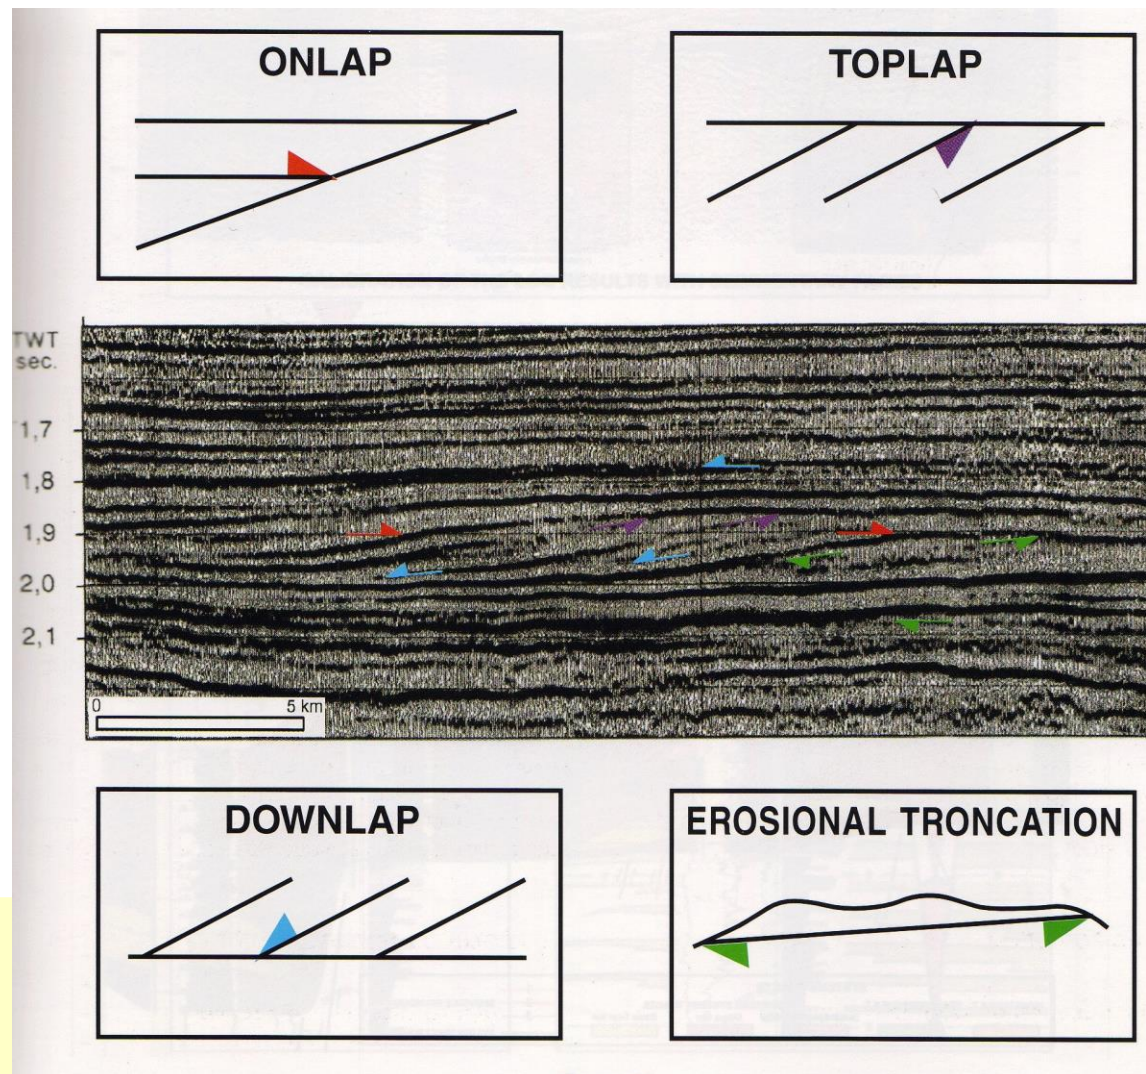 ONLAP
TOPLAP
TWT
sec.
1,7
1,8
1,9
2,0
2,1
0 5 km
DOWNLAP
EROSIONAL TRONCATION